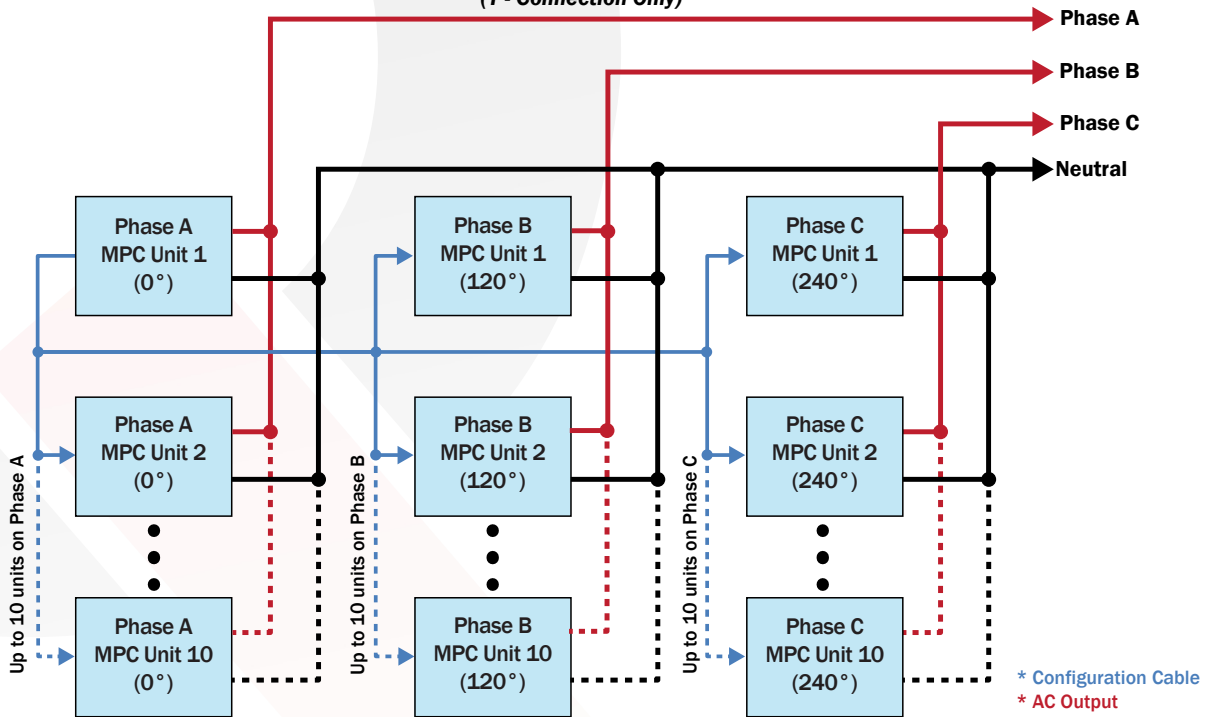 (Y - Connection Only)
Phase A
Phase B
Phase C
Neutral
Phase A
MPC Unit 1
(0°)
Phase B
MPC Unit 1
(120°)
Phase C
MPC Unit 1
(240°)
Phase A
MPC Unit 2
(0°)
Phase B
MPC Unit 2
(120°)
Phase C
MPC Unit 2
(240°)
Up to 10 units on Phase A
Up to 10 units on Phase B
Up to 10 units on Phase C
Phase A
MPC Unit 10
(0°)
Phase B
MPC Unit 10
(120°)
Phase C
MPC Unit 10
(240°)
* Configuration Cable
* AC Output